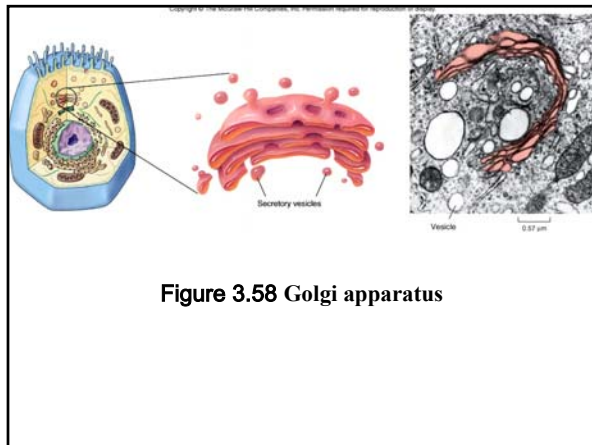 Copyright © The McGraw-Hill Companies, Inc. Permission required for reproduction or display.
Secretory vesicles
Vesicle
0.57 µm
Figure 3.58 Golgi apparatus